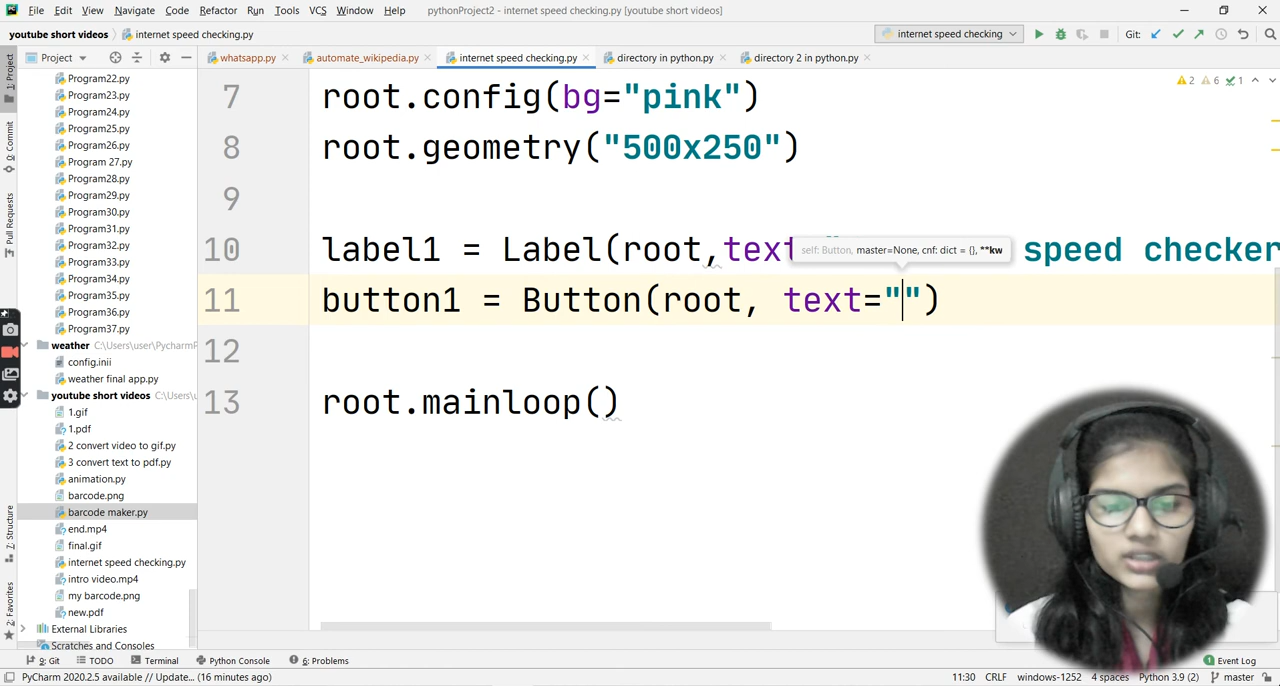 File Edit View Navigate Code Refactor Run Tools VCS Window Help pythonProject2 - internet speed checking.py [youtube short videos]
youtube short videos internet speed checking.py internet speed checking Git:
Project whatsapp.py automate_wikipedia.py internet speed checking.py directory in python.py directory 2 in python.py
1: Project
0: Commit
Pull Requests
7: Structure
2: Favorites
Program22.py
Program23.py
Program24.py
Program25.py
Program26.py
Program 27.py
Program28.py
Program29.py
Program30.py
Program31.py
Program32.py
Program33.py
Program34.py
Program35.py
Program36.py
Program37.py
weather C:\Users\user\PycharmP
config.inii
weather final app.py
youtube short videos C:\Users\u
1.gif
1.pdf
2 convert video to gif.py
3 convert text to pdf.py
animation.py
barcode.png
barcode maker.py
end.mp4
final.gif
internet speed checking.py
intro video.mp4
my barcode.png
new.pdf
External Libraries
Scratches and Consoles
2 6 1
7 root.config(bg="pink")
8 root.geometry("500x250")
9
10 label1 = Label(root,text speed checker
self: Button, master=None, cnf: dict = {}, **kw
11 button1 = Button(root, text="")
12
13 root.mainloop()
9: Git TODO Terminal Python Console 6: Problems 1 Event Log
PyCharm 2020.2.5 available // Update... (16 minutes ago) 11:30 CRLF windows-1252 4 spaces Python 3.9 (2) master